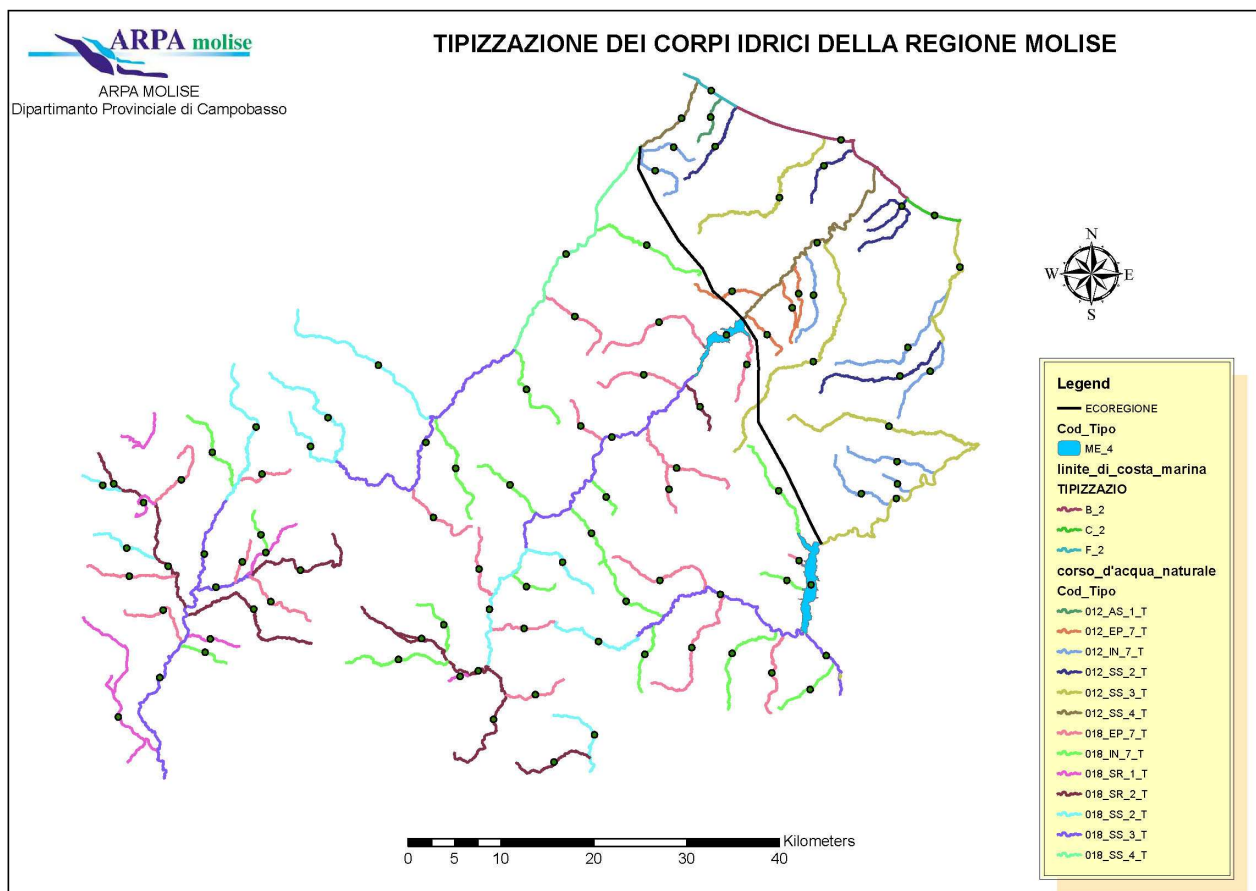 ARPA molise
ARPA MOLISE
Dipartimanto Provinciale di Campobasso
TIPIZZAZIONE DEI CORPI IDRICI DELLA REGIONE MOLISE
N
W E
S
Legend
ECOREGIONE
Cod_Tipo
ME_4
linite_di_costa_marina
TIPIZZAZIO
B_2
C_2
F_2
corso_d'acqua_naturale
Cod_Tipo
012_AS_1_T
012_EP_7_T
012_IN_7_T
012_SS_2_T
012_SS_3_T
012_SS_4_T
018_EP_7_T
018_IN_7_T
018_SR_1_T
018_SR_2_T
018_SS_2_T
018_SS_3_T
018_SS_4_T
Kilometers
0 5 10 20 30 40